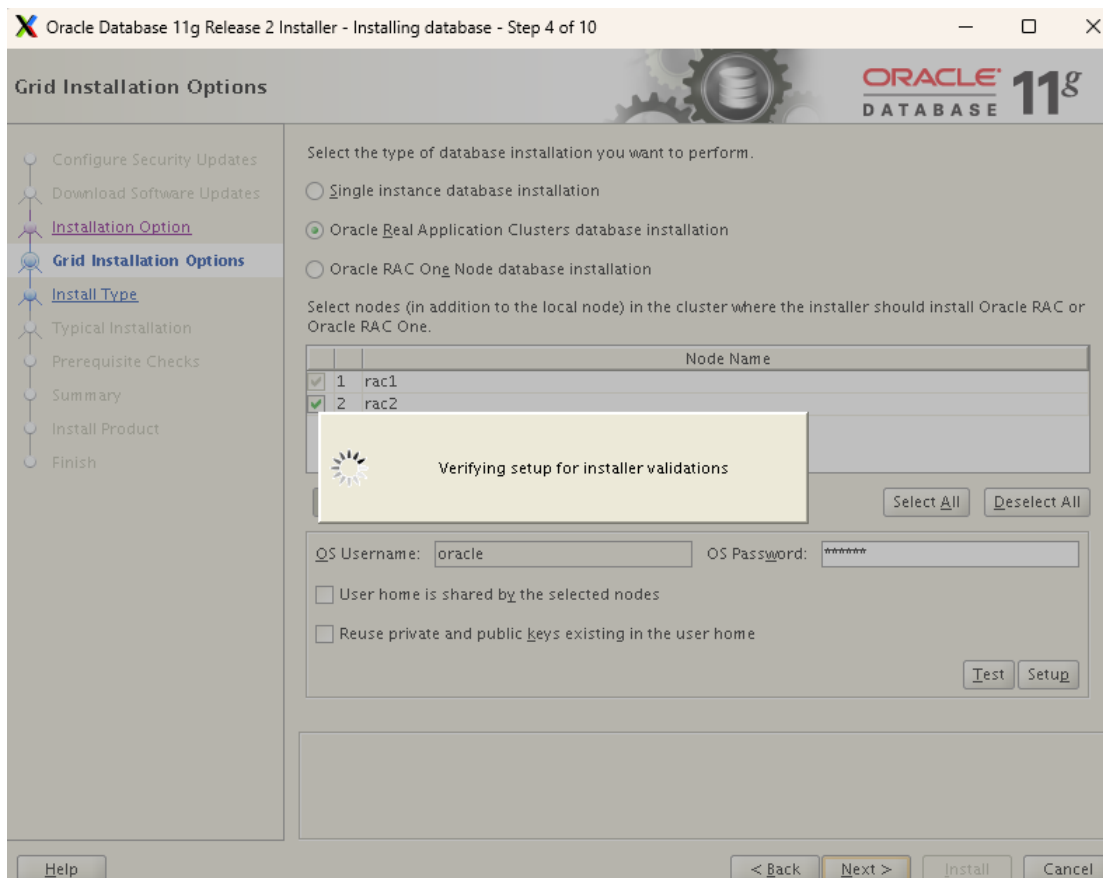 Oracle Database 11g Release 2 Installer - Installing database - Step 4 of 10
Grid Installation Options
ORACLE 11g
DATABASE
Configure Security Updates
Download Software Updates
Installation Option
Grid Installation Options
Install Type
Typical Installation
Prerequisite Checks
Summary
Install Product
Finish
Select the type of database installation you want to perform.
Single instance database installation
Oracle Real Application Clusters database installation
Oracle RAC One Node database installation
Select nodes (in addition to the local node) in the cluster where the installer should install Oracle RAC or
Oracle RAC One.
Node Name
1 rac1
2 rac2
Verifying setup for installer validations
Select All Deselect All
OS Username: oracle OS Password: ******
User home is shared by the selected nodes
Reuse private and public keys existing in the user home
Test Setup
Help < Back Next > Install Cancel